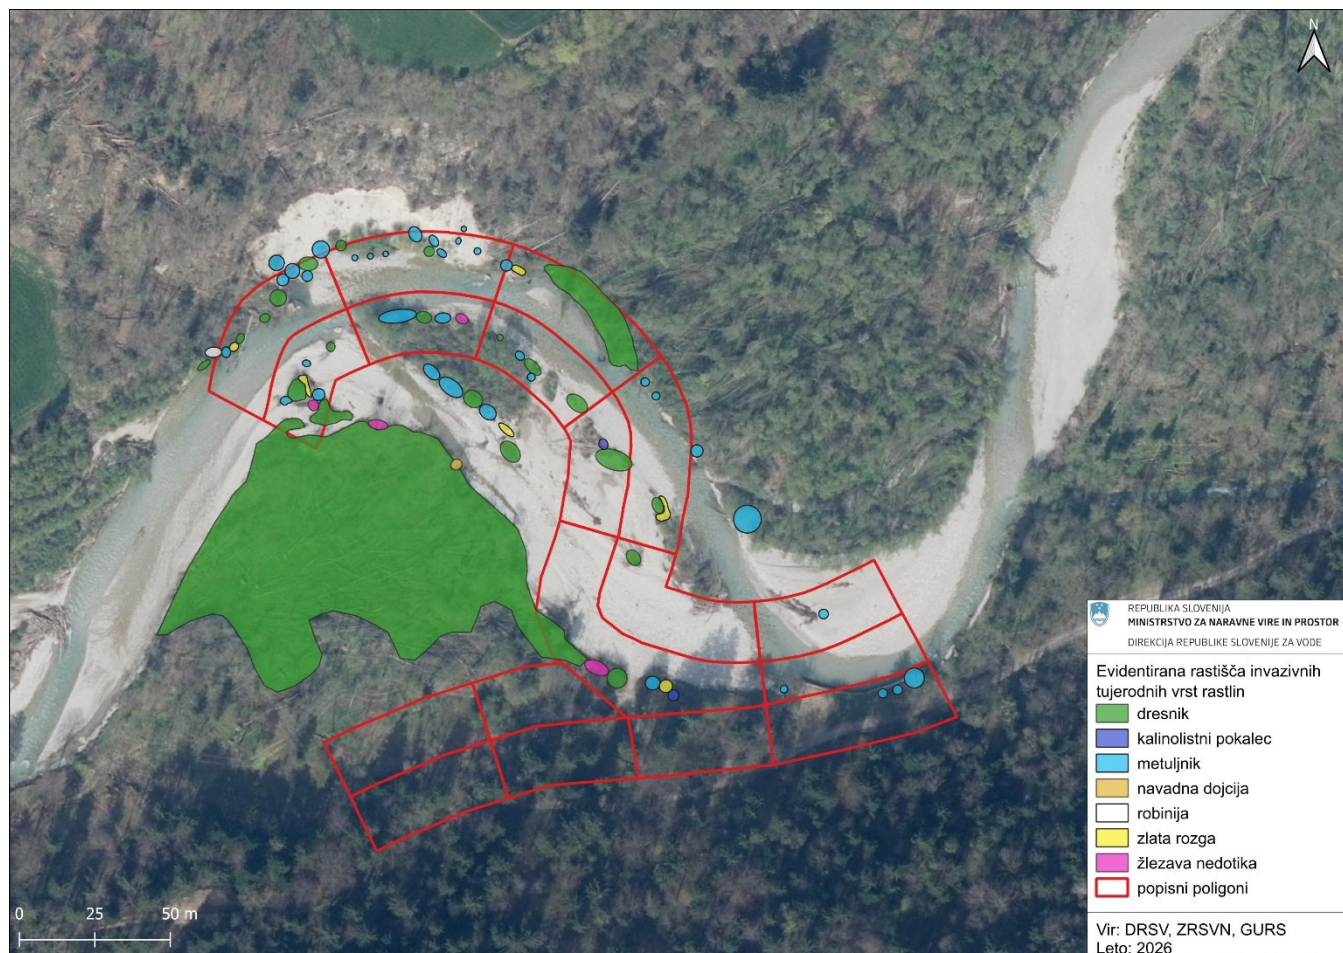 N
REPUBLIKA SLOVENIJA
MINISTRSTVO ZA NARAVNE VIRE IN PROSTOR
DIREKCIJA REPUBLIKE SLOVENIJE ZA VODE
Evidentirana rastišča invazivnih
tujerodnih vrst rastlin
dresnik
kalinolistni pokalec
metuljnik
navadna dojcija
robinija
zlata rozga
žlezava nedotika
popisni poligoni
Vir: DRSV, ZRSVN, GURS
Leto: 2026
0 25 50 m